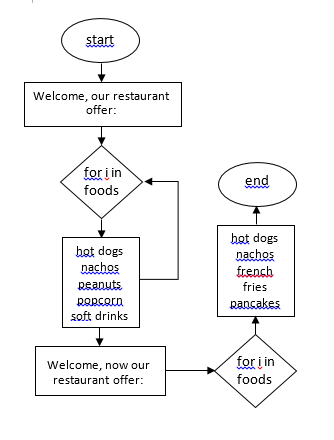 start
Welcome, our restaurant
offer:
for i in
foods
hot dogs
nachos
peanuts
popcorn
soft drinks
Welcome, now our
restaurant offer:
for i in
foods
hot dogs
nachos
french
fries
pancakes
end